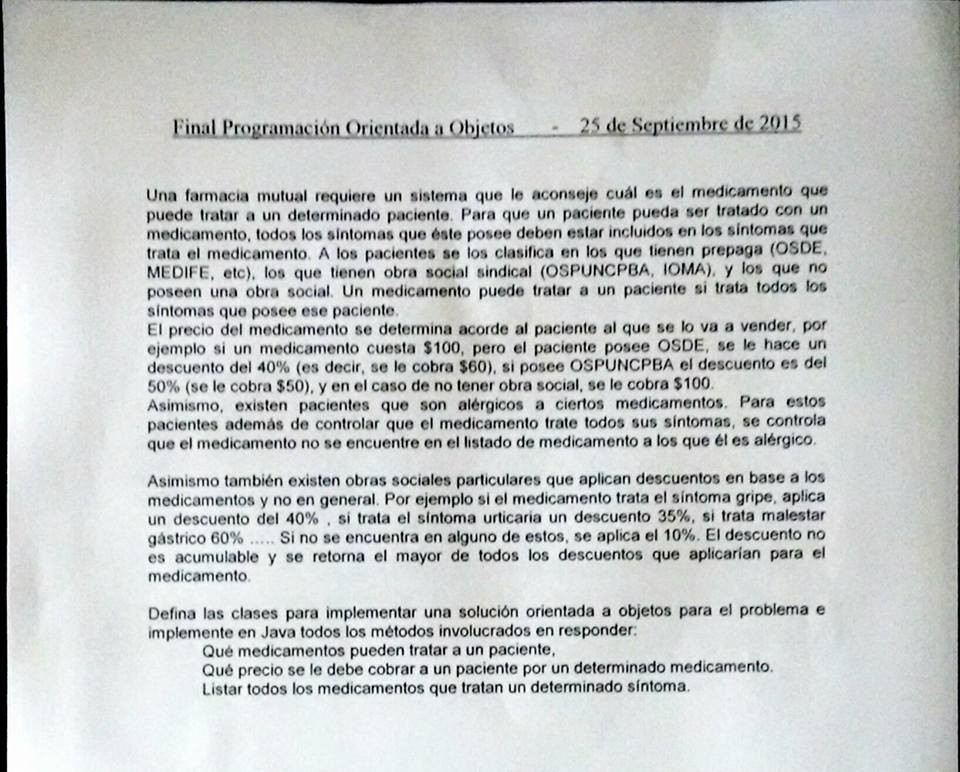 Final Programación Orientada a Objetos - 25 de Septiembre de 2015
Una farmacia mutual requiere un sistema que le aconseje cuál es el medicamento que
puede tratar a un determinado paciente. Para que un paciente pueda ser tratado con un
medicamento, todos los síntomas que éste posee deben estar incluidos en los síntomas que
trata el medicamento. A los pacientes se los clasifica en los que tienen prepaga (OSDE,
MEDIFE, etc), los que tienen obra social sindical (OSPUNCPBA, IOMA), y los que no
poseen una obra social. Un medicamento puede tratar a un paciente si trata todos los
síntomas que posee ese paciente.
El precio del medicamento se determina acorde al paciente al que se lo va a vender, por
ejemplo si un medicamento cuesta $100, pero el paciente posee OSDE, se le hace un
descuento del 40% (es decir, se le cobra $60), si posee OSPUNCPBA el descuento es del
50% (se le cobra $50), y en el caso de no tener obra social, se le cobra $100.
Asimismo, existen pacientes que son alérgicos a ciertos medicamentos. Para estos
pacientes además de controlar que el medicamento trate todos sus síntomas, se controla
que el medicamento no se encuentre en el listado de medicamento a los que él es alérgico.
Asimismo también existen obras sociales particulares que aplican descuentos en base a los
medicamentos y no en general. Por ejemplo si el medicamento trata el síntoma gripe, aplica
un descuento del 40% , si trata el síntoma urticaria un descuento 35%, si trata malestar
gástrico 60% ..... Si no se encuentra en alguno de estos, se aplica el 10%. El descuento no
es acumulable y se retorna el mayor de todos los descuentos que aplicarían para el
medicamento.
Defina las clases para implementar una solución orientada a objetos para el problema e
implemente en Java todos los métodos involucrados en responder:
Qué medicamentos pueden tratar a un paciente,
Qué precio se le debe cobrar a un paciente por un determinado medicamento.
Listar todos los medicamentos que tratan un determinado síntoma.